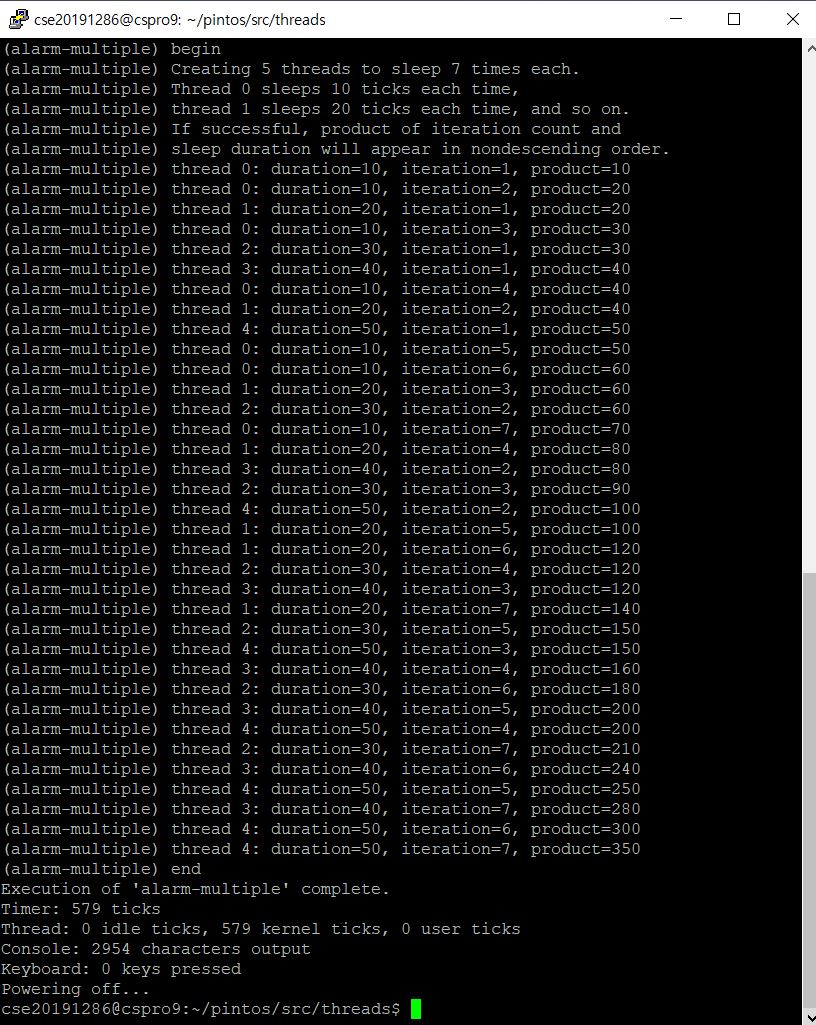 cse20191286@cspro9: ~/pintos/src/threads
(alarm-multiple) begin
(alarm-multiple) Creating 5 threads to sleep 7 times each.
(alarm-multiple) Thread 0 sleeps 10 ticks each time,
(alarm-multiple) thread 1 sleeps 20 ticks each time, and so on.
(alarm-multiple) If successful, product of iteration count and
(alarm-multiple) sleep duration will appear in nondescending order.
(alarm-multiple) thread 0: duration=10, iteration=1, product=10
(alarm-multiple) thread 0: duration=10, iteration=2, product=20
(alarm-multiple) thread 1: duration=20, iteration=1, product=20
(alarm-multiple) thread 0: duration=10, iteration=3, product=30
(alarm-multiple) thread 2: duration=30, iteration=1, product=30
(alarm-multiple) thread 3: duration=40, iteration=1, product=40
(alarm-multiple) thread 0: duration=10, iteration=4, product=40
(alarm-multiple) thread 1: duration=20, iteration=2, product=40
(alarm-multiple) thread 4: duration=50, iteration=1, product=50
(alarm-multiple) thread 0: duration=10, iteration=5, product=50
(alarm-multiple) thread 0: duration=10, iteration=6, product=60
(alarm-multiple) thread 1: duration=20, iteration=3, product=60
(alarm-multiple) thread 2: duration=30, iteration=2, product=60
(alarm-multiple) thread 0: duration=10, iteration=7, product=70
(alarm-multiple) thread 1: duration=20, iteration=4, product=80
(alarm-multiple) thread 3: duration=40, iteration=2, product=80
(alarm-multiple) thread 2: duration=30, iteration=3, product=90
(alarm-multiple) thread 4: duration=50, iteration=2, product=100
(alarm-multiple) thread 1: duration=20, iteration=5, product=100
(alarm-multiple) thread 1: duration=20, iteration=6, product=120
(alarm-multiple) thread 2: duration=30, iteration=4, product=120
(alarm-multiple) thread 3: duration=40, iteration=3, product=120
(alarm-multiple) thread 1: duration=20, iteration=7, product=140
(alarm-multiple) thread 2: duration=30, iteration=5, product=150
(alarm-multiple) thread 4: duration=50, iteration=3, product=150
(alarm-multiple) thread 3: duration=40, iteration=4, product=160
(alarm-multiple) thread 2: duration=30, iteration=6, product=180
(alarm-multiple) thread 3: duration=40, iteration=5, product=200
(alarm-multiple) thread 4: duration=50, iteration=4, product=200
(alarm-multiple) thread 2: duration=30, iteration=7, product=210
(alarm-multiple) thread 3: duration=40, iteration=6, product=240
(alarm-multiple) thread 4: duration=50, iteration=5, product=250
(alarm-multiple) thread 3: duration=40, iteration=7, product=280
(alarm-multiple) thread 4: duration=50, iteration=6, product=300
(alarm-multiple) thread 4: duration=50, iteration=7, product=350
(alarm-multiple) end
Execution of 'alarm-multiple' complete.
Timer: 579 ticks
Thread: 0 idle ticks, 579 kernel ticks, 0 user ticks
Console: 2954 characters output
Keyboard: 0 keys pressed
Powering off...
cse20191286@cspro9:~/pintos/src/threads$